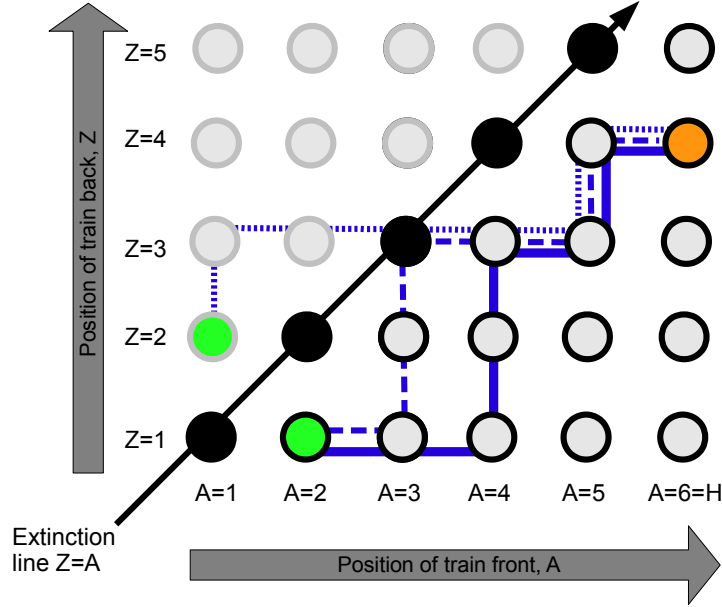 Position of train back, Z
Z=5
Z=4
Z=3
Z=2
Z=1
A=1
A=2
A=3
A=4
A=5
A=6=H
Extinction
line Z=A
Position of train front, A